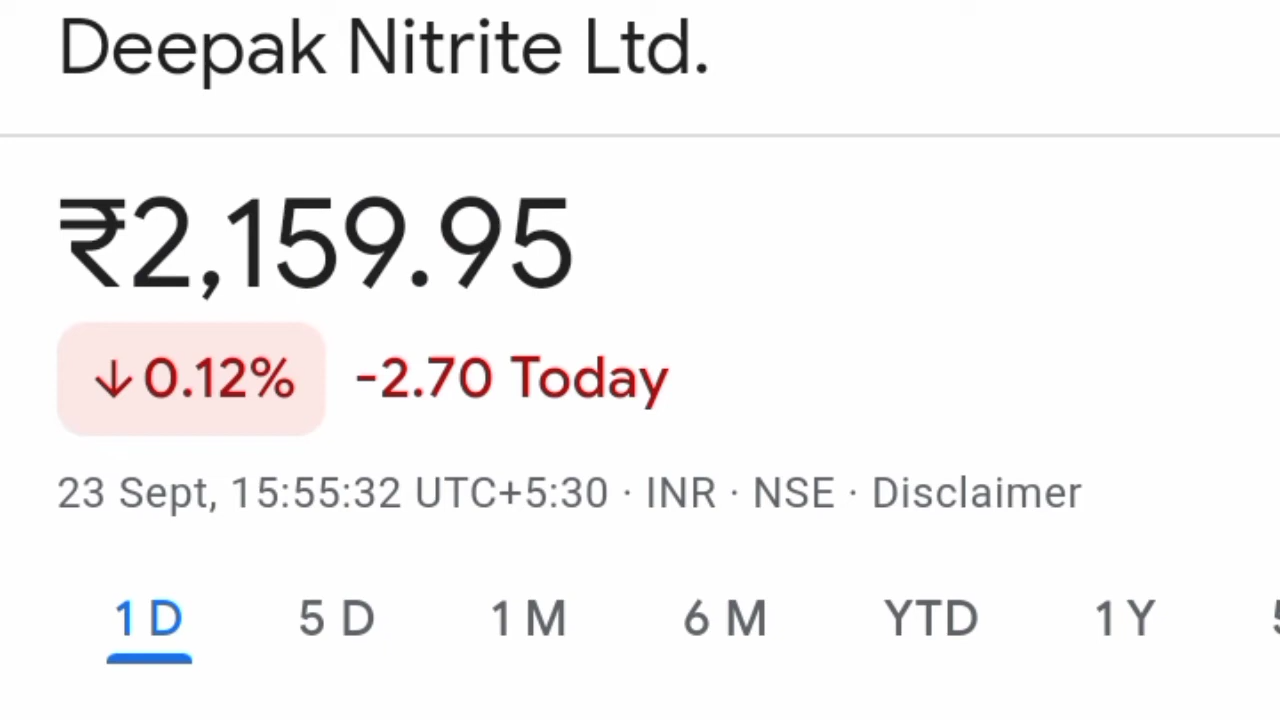 Deepak Nitrite Ltd.
₹2,159.95
↓0.12% -2.70 Today
23 Sept, 15:55:32 UTC+5:30 · INR · NSE · Disclaimer
1 D 5 D 1 M 6 M YTD 1 Y